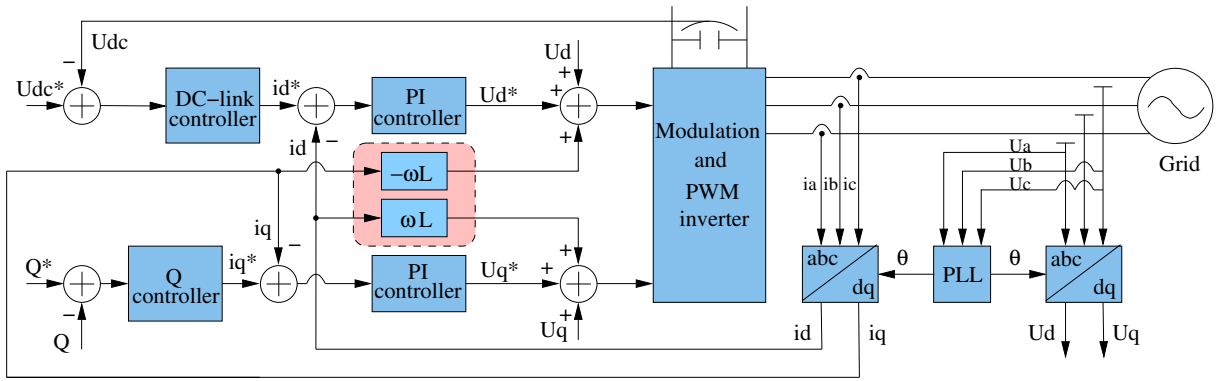 Udc
Ud
Udc*
−
DC−link
controller
id*
−
PI
controller
Ud*
+
+
+
id
−ωL
ωL
iq
−
Q*
−
Q
Q
controller
iq*
PI
controller
Uq*
+
+
+
Uq
Modulation
and
PWM
inverter
Grid
Ua
Ub
Uc
ia
ib
ic
abc
dq
θ
PLL
θ
abc
dq
id
iq
Ud
Uq